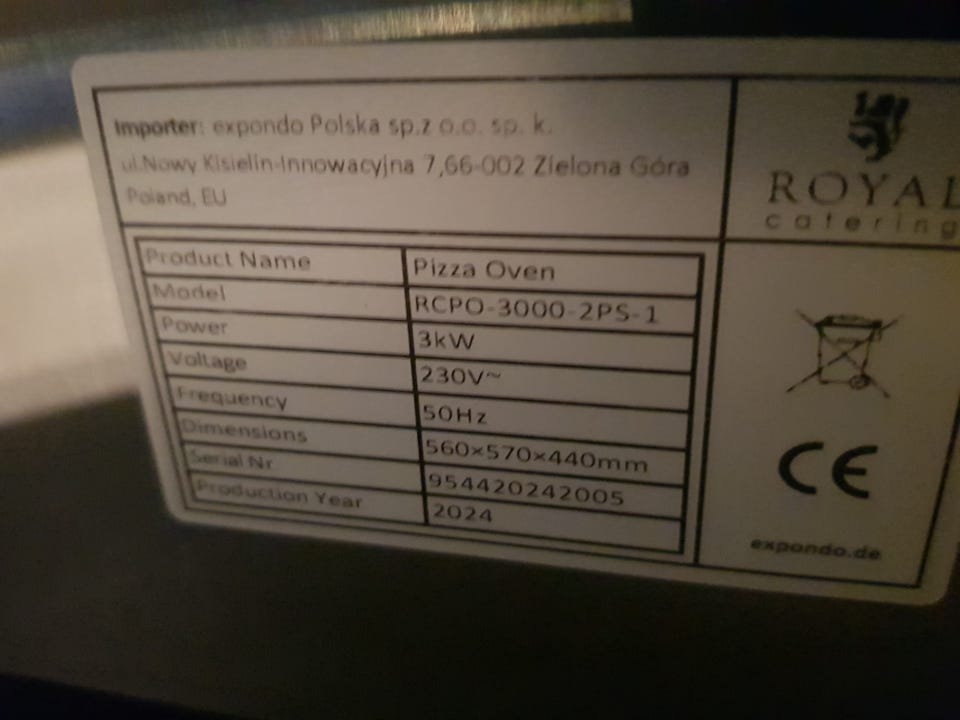 Importer: expondo Polska sp.z o.o. sp. k.
ul.Nowy Kisielin-Innowacyjna 7,66-002 Zielona Góra
Poland, EU
ROYAL
catering
Product Name Pizza Oven
Model RCPO-3000-2PS-1
Power 3kW
Voltage 230V~
Frequency 50Hz
Dimensions 560×570×440mm
Serial Nr 954420242005
Production Year 2024
CE
expondo.de